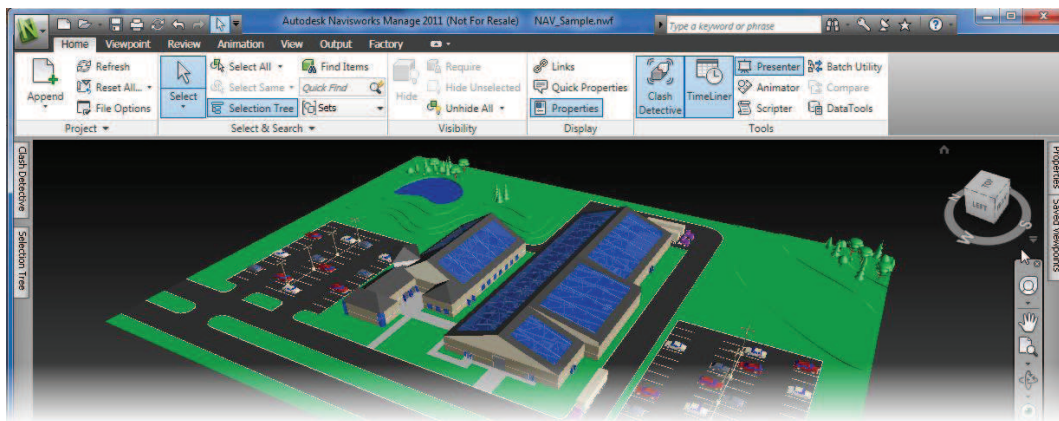 Autodesk Navisworks Manage 2011 (Not For Resale) NAV_Sample.nwf Type a keyword or phrase
Home Viewpoint Review Animation View Output Factory
Append
Refresh
Reset All...
File Options
Project
Select
Select All
Select Same
Selection Tree
Find Items
Quick Find
Sets
Select & Search
Hide
Require
Hide Unselected
Unhide All
Visibility
Links
Quick Properties
Properties
Display
Clash
Detective
TimeLiner
Presenter
Animator
Scripter
Batch Utility
Compare
DataTools
Tools
Clash Detective
Selection Tree
Properties
Saved Viewpoints
LEFT
W
S